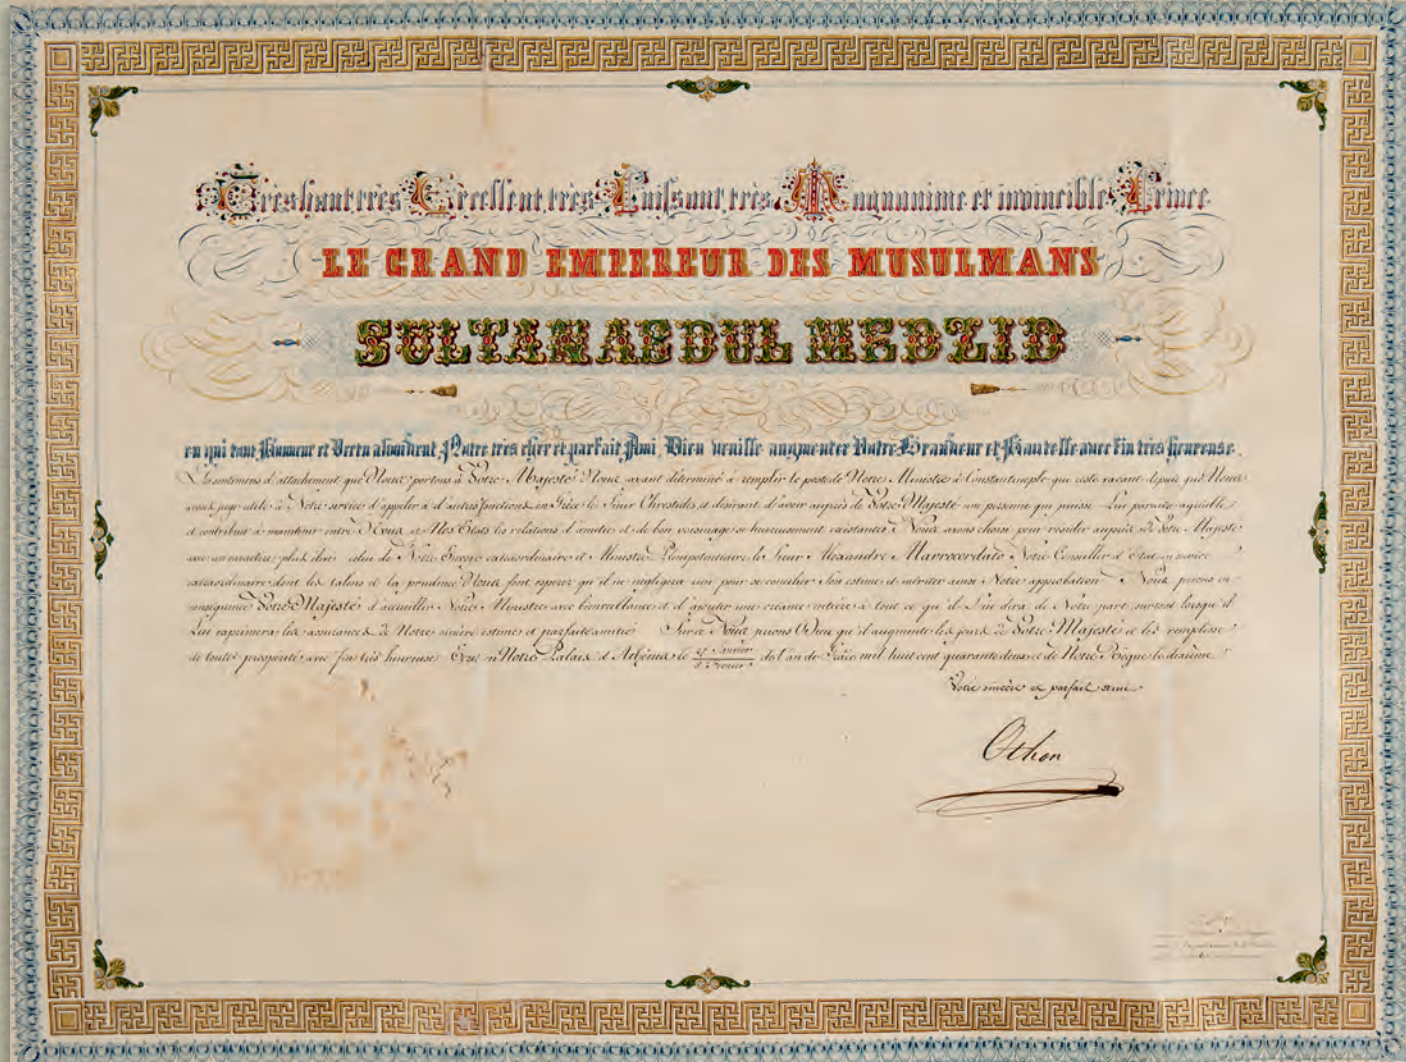 Très haut très Excellent, très Puissant, très Magnanime et invincible Prince
LE GRAND EMPEREUR DES MUSULMANS
SULTAN ABDUL MEDZID
en qui tout Honneur et Vertu abondent, Notre très cher et parfait Ami, Dieu veuille augmenter Votre Grandeur et Hautesse avec fin très heureuse.
Les sentimens d'attachement que Nous portons à Votre Majesté Nous ayant déterminé à remplir le poste de Notre Ministre à Constantinople qui reste vacant depuis que Nous
avons jugé utile à Notre service d'appeler à d'autres fonctions en Grèce le Sieur Chrestides, et désirant d'avoir auprès de Votre Majesté une personne qui puisse Lui paraitre agréable
et contribuer à maintenir entre Nous et Nos Etats les relations d'amitié et de bon voisinage si heureusement existantes, Nous avons choisi pour resider auprès de Votre Majesté
avec un caractère plus élevé celui de Notre Envoyé extraordinaire et Ministre Plenipotentiaire le Sieur Alexandre Mavrocordato Notre Conseiller d'Etat en service
extraordinaire dont les talens et la prudence Nous font esperer qu'il ne négligera rien pour se concilier Son estime et mériter ainsi Notre approbation. Nous prions en
conséquence Votre Majesté d'accueillir Notre Ministre avec bienveillance et d'ajouter une créance entière à tout ce qu'il Lui dira de Notre part surtout lorsqu'il
Lui exprimera les assurances de Notre sincère estime et parfaite amitié. Sur ce Nous prions Dieu qu'il augmente les jours de Votre Majesté et les remplisse
de toute prospérité avec fin très heureuse. Ecrit en Notre Palais d'Athènes le 27 Janvier / 8 Fevrier de l'an de Grâce mil huit cent quarante deux et de Notre Règne le dixième
Votre sincère et parfait ami
Othon